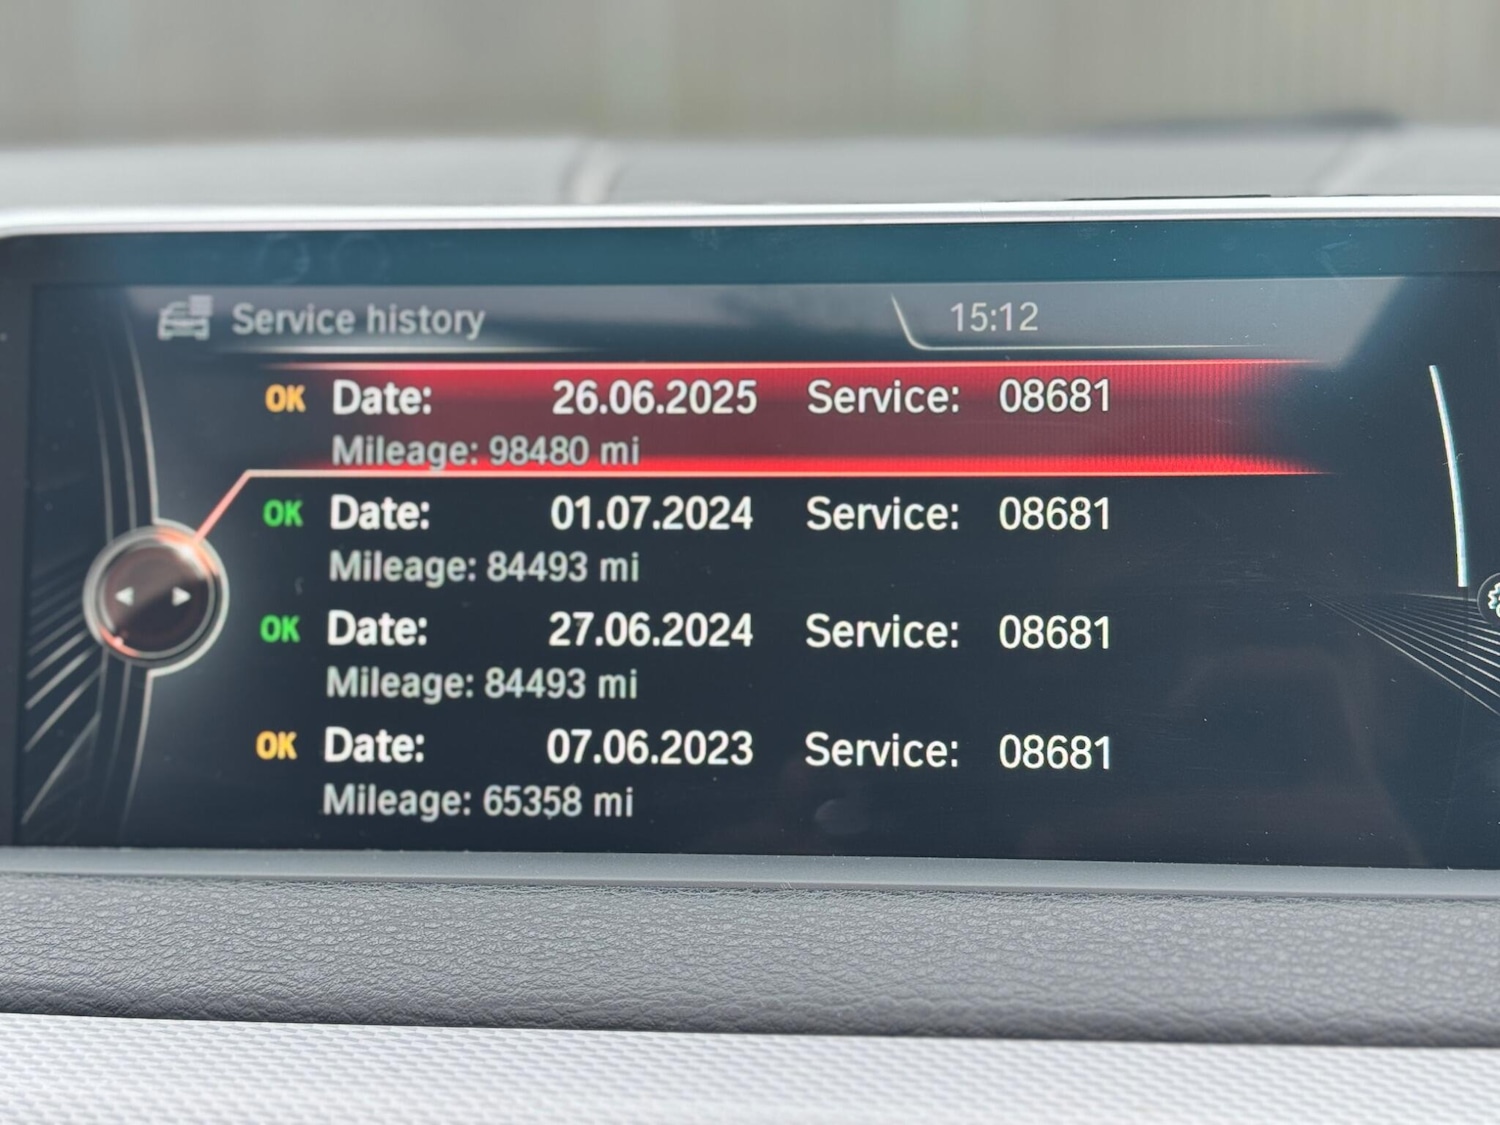 Service history 15:12
OK Date: 26.06.2025 Service: 08681
Mileage: 98480 mi
OK Date: 01.07.2024 Service: 08681
Mileage: 84493 mi
OK Date: 27.06.2024 Service: 08681
Mileage: 84493 mi
OK Date: 07.06.2023 Service: 08681
Mileage: 65358 mi